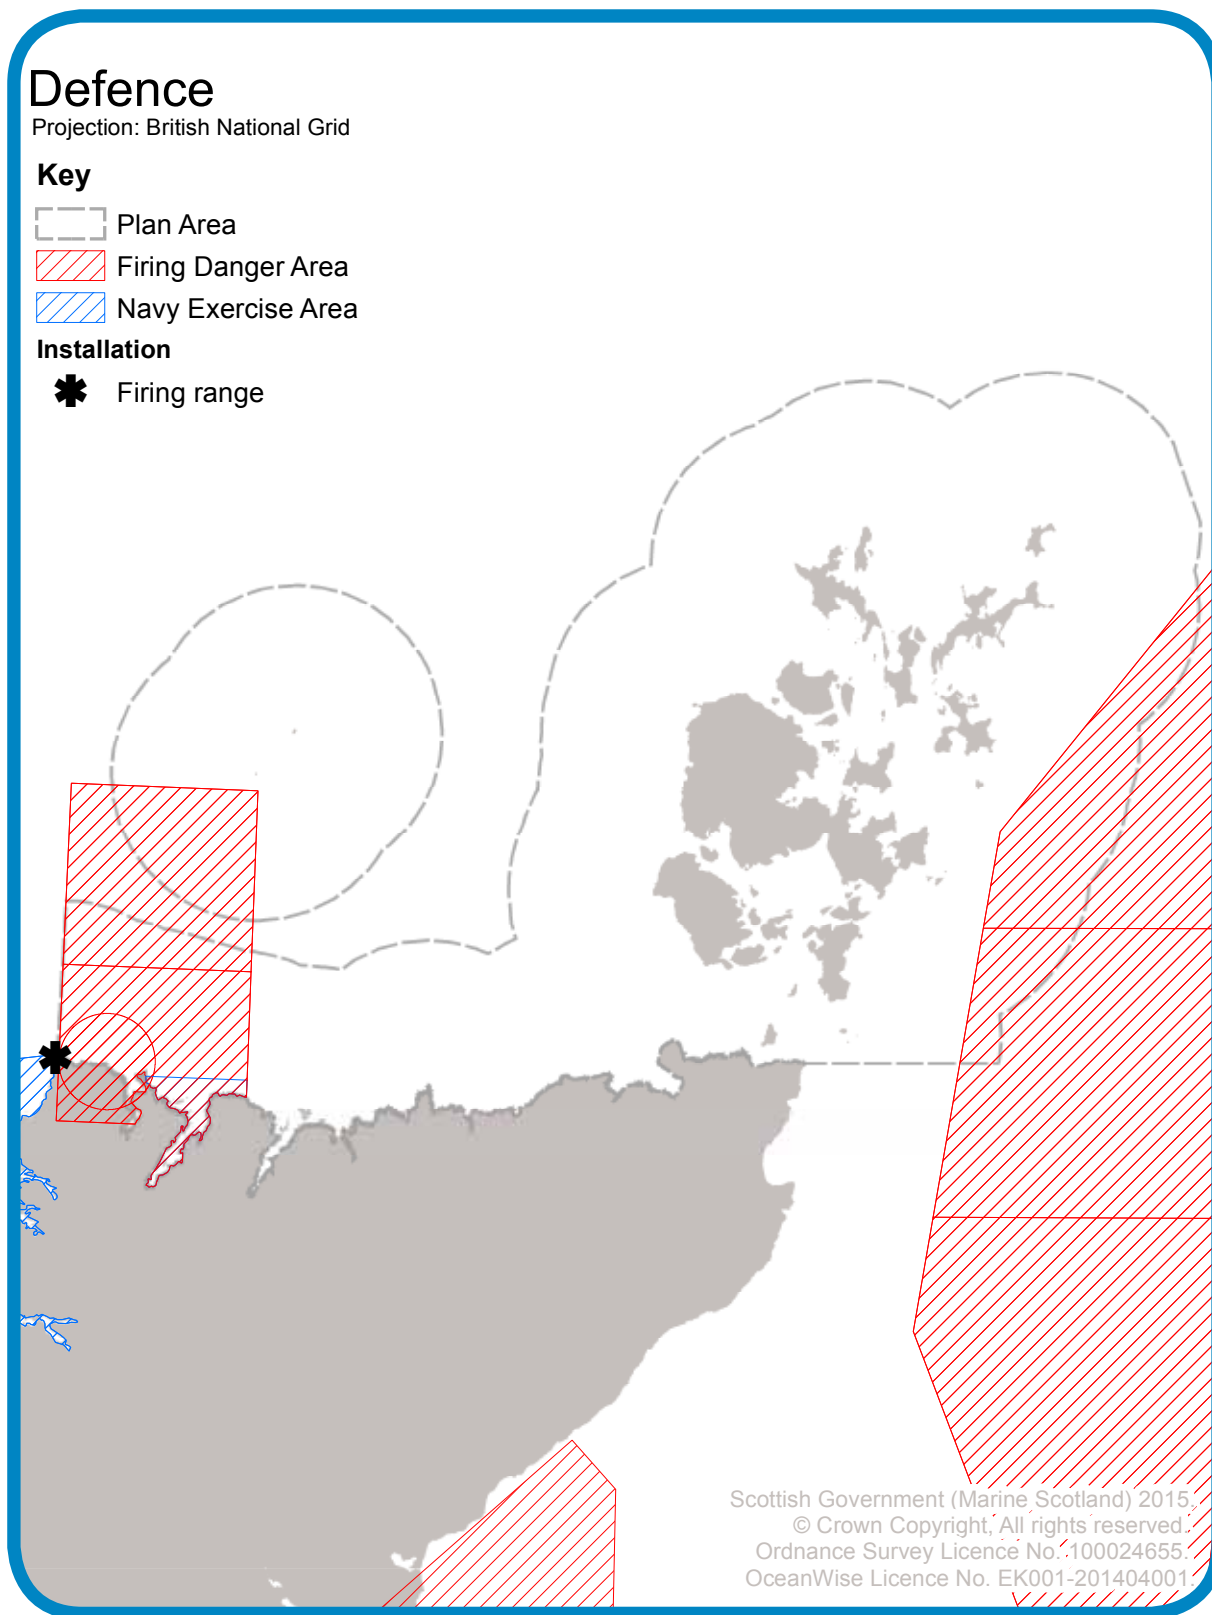 Defence
Projection: British National Grid
Key
Plan Area
Firing Danger Area
Navy Exercise Area
Installation
Firing range
Scottish Government (Marine Scotland) 2015.
© Crown Copyright, All rights reserved.
Ordnance Survey Licence No. 100024655.
OceanWise Licence No. EK001-201404001.